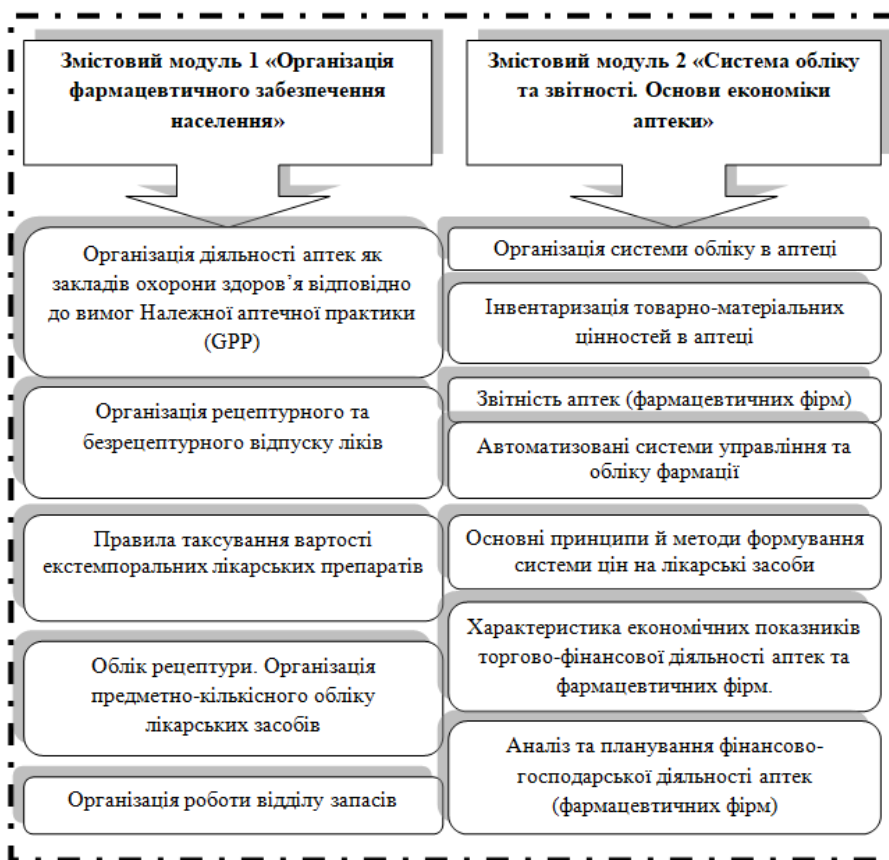 Змістовий модуль 1 «Організація
фармацевтичного забезпечення
населення»
Організація діяльності аптек як
закладів охорони здоров’я відповідно
до вимог Належної аптечної практики
(GPP)
Організація рецептурного та
безрецептурного відпуску ліків
Правила таксування вартості
екстемпоральних лікарських препаратів
Облік рецептури. Організація
предметно-кількісного обліку
лікарських засобів
Організація роботи відділу запасів
Змістовий модуль 2 «Система обліку
та звітності. Основи економіки
аптеки»
Організація системи обліку в аптеці
Інвентаризація товарно-матеріальних
цінностей в аптеці
Звітність аптек (фармацевтичних фірм)
Автоматизовані системи управління та
обліку фармації
Основні принципи й методи формування
системи цін на лікарські засоби
Характеристика економічних показників
торгово-фінансової діяльності аптек та
фармацевтичних фірм.
Аналіз та планування фінансово-
господарської діяльності аптек
(фармацевтичних фірм)